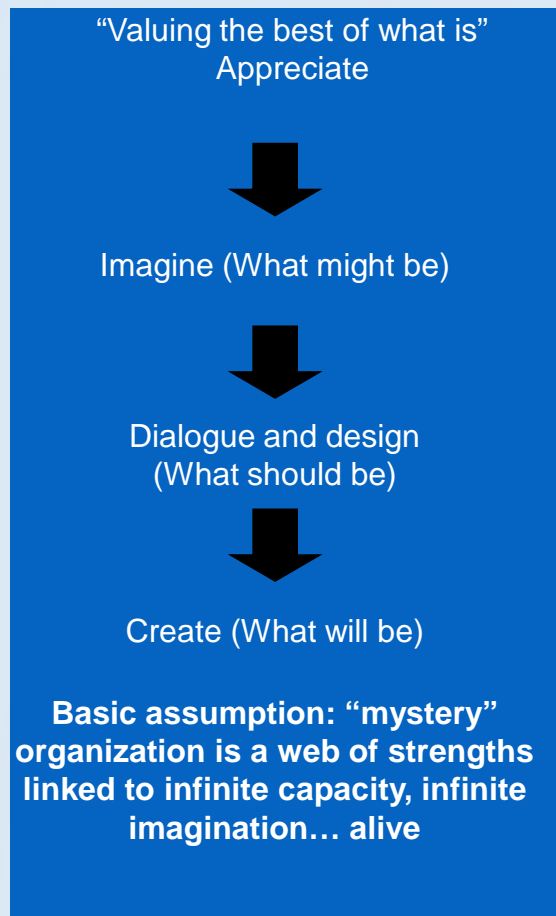 “Valuing the best of what is”
Appreciate
Imagine (What might be)
Dialogue and design
(What should be)
Create (What will be)
Basic assumption: “mystery”
organization is a web of strengths
linked to infinite capacity, infinite
imagination… alive